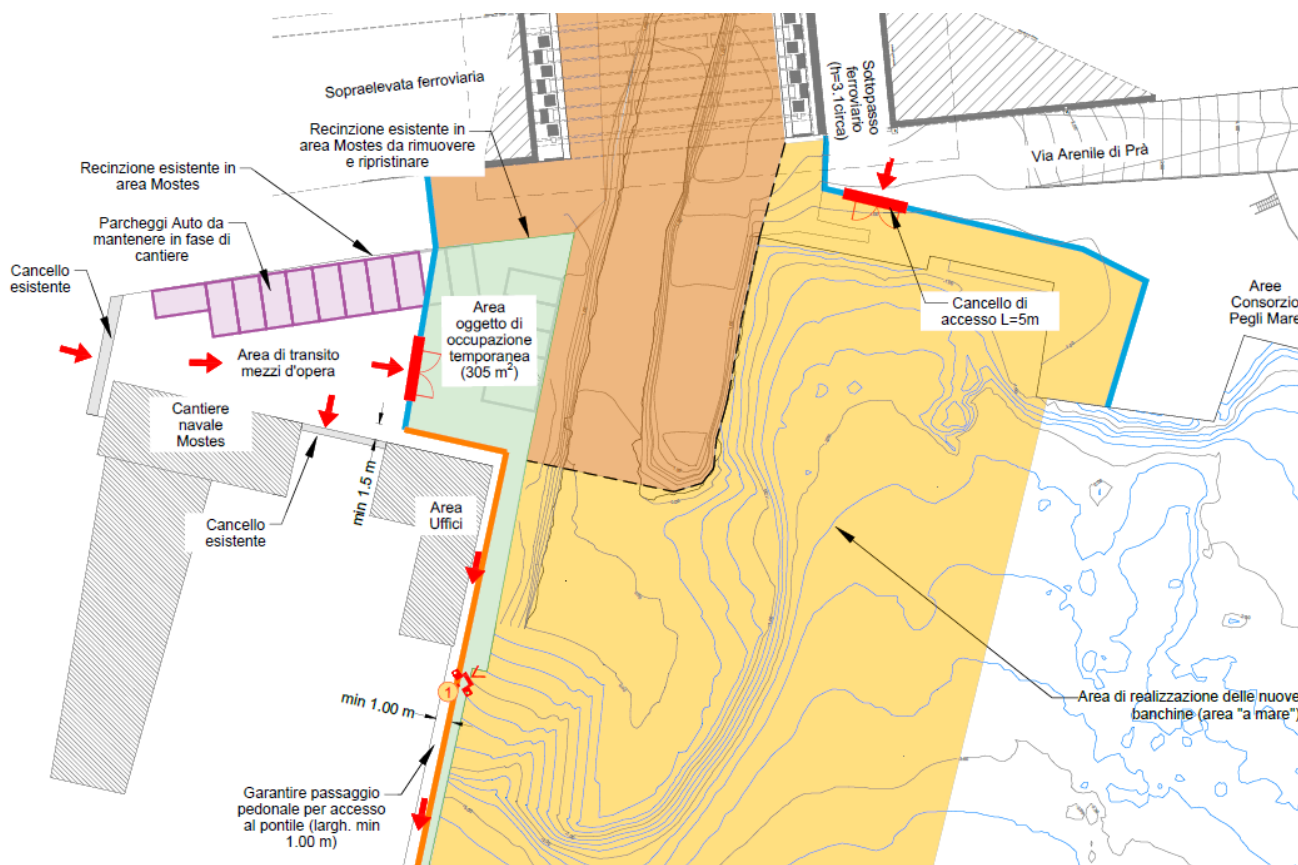 Sopraelevata ferroviaria
Sottopasso
ferroviario
(h=3.1circa)
Recinzione esistente in
area Mostes da rimuovere
e ripristinare
Via Arenile di Prà
Recinzione esistente in
area Mostes
Parcheggi Auto da
mantenere in fase di
cantiere
Cancello
esistente
Area
oggetto di
occupazione
temporanea
(305 m²)
Cancello di
accesso L=5m
Aree
Consorzio
Pegli Mare
Area di transito
mezzi d'opera
Cantiere
navale
Mostes
min 1.5 m
Cancello
esistente
Area
Uffici
1
min 1.00 m
Area di realizzazione delle nuove
banchine (area "a mare")
Garantire passaggio
pedonale per accesso
al pontile (largh. min
1.00 m)